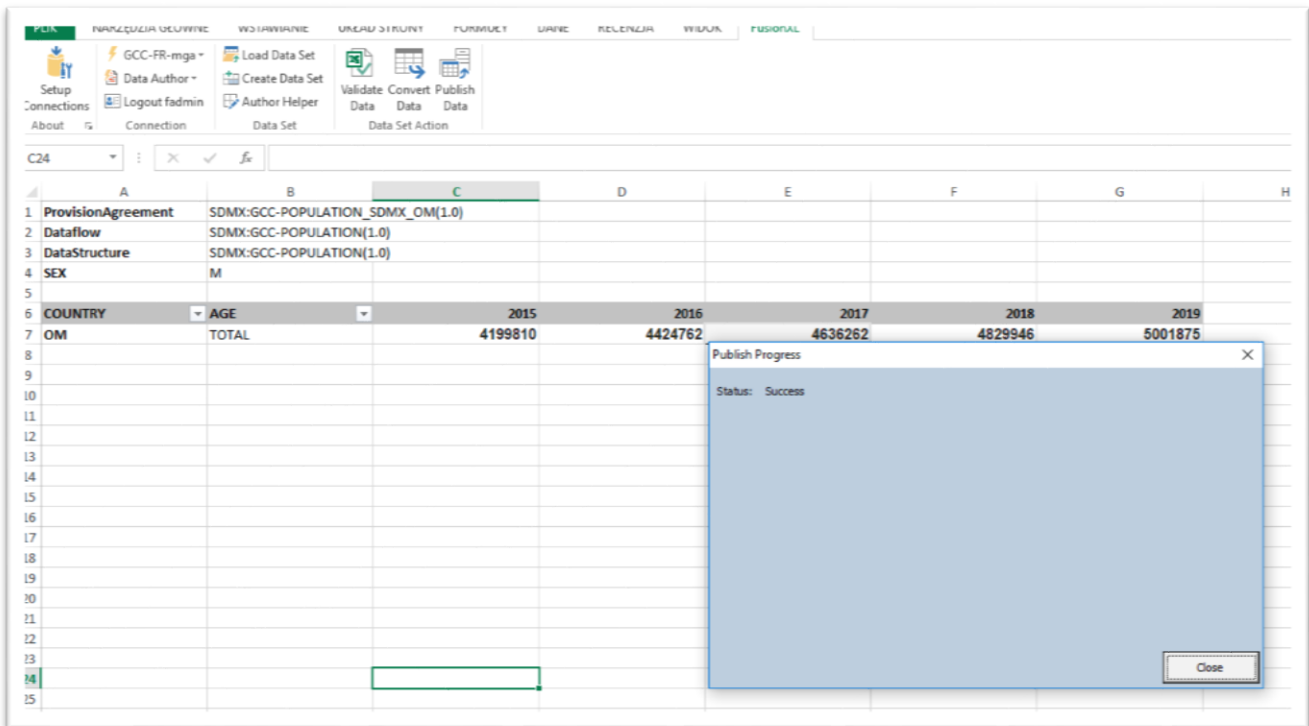 PLIK NARZĘDZIA GŁÓWNE WSTAWIANIE UKŁAD STRONY FORMUŁY DANE RECENZJA WIDOK FusionXL
GCC-FR-mga Load Data Set
Data Author Create Data Set
Setup Connections Logout fadmin Author Helper Validate Data Convert Data Publish Data
About Connection Data Set Data Set Action
C24 fx
A B C D E F G H
1 ProvisionAgreement SDMX:GCC-POPULATION_SDMX_OM(1.0)
2 Dataflow SDMX:GCC-POPULATION(1.0)
3 DataStructure SDMX:GCC-POPULATION(1.0)
4 SEX M
5
6 COUNTRY AGE 2015 2016 2017 2018 2019
7 OM TOTAL 4199810 4424762 4636262 4829946 5001875
8
Publish Progress
9
Status: Success
10
11
12
13
14
15
16
17
18
19
20
21
22
23
Close
24
25